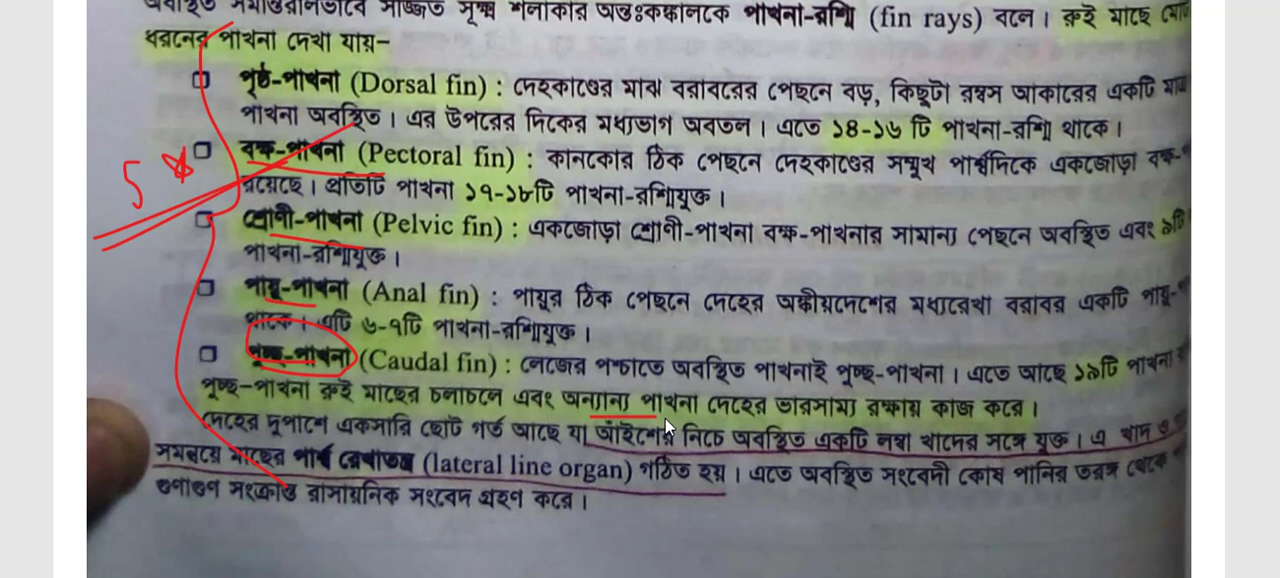 অবস্থিত সমান্তরালভাবে সজ্জিত সূক্ষ্ম শলাকার অন্তঃকঙ্কালকে পাখনা-রশ্মি (fin rays) বলে। রুই মাছে
ধরনের পাখনা দেখা যায়–
পৃষ্ঠ-পাখনা (Dorsal fin) : দেহকাণ্ডের মাঝ বরাবরের পেছনে বড়, কিছুটা রম্বস আকারের একটি
পাখনা অবস্থিত। এর উপরের দিকের মধ্যভাগ অবতল। এতে ১৪-১৬ টি পাখনা-রশ্মি থাকে।
বক্ষ-পাখনা (Pectoral fin) : কানকোর ঠিক পেছনে দেহকাণ্ডের সম্মুখ পার্শ্বদিকে একজোড়া বক্ষ-
রয়েছে। প্রতিটি পাখনা ১৭-১৮টি পাখনা-রশ্মিযুক্ত।
5
শ্রোণী-পাখনা (Pelvic fin) : একজোড়া শ্রোণী-পাখনা বক্ষ-পাখনার সামান্য পেছনে অবস্থিত এবং ৯টি
পাখনা-রশ্মিযুক্ত।
পায়ু-পাখনা (Anal fin) : পায়ুর ঠিক পেছনে দেহের অঙ্কীয়দেশের মধ্যরেখা বরাবর একটি পায়ু-
থাকে। এটি ৬-৭টি পাখনা-রশ্মিযুক্ত।
পুচ্ছ-পাখনা (Caudal fin) : লেজের পশ্চাতে অবস্থিত পাখনাই পুচ্ছ-পাখনা। এতে আছে ১৯টি পাখনা
পুচ্ছ-পাখনা রুই মাছের চলাচলে এবং অন্যান্য পাখনা দেহের ভারসাম্য রক্ষায় কাজ করে।
দেহের দুপাশে একসারি ছোট গর্ত আছে যা আঁইশের নিচে অবস্থিত একটি লম্বা খাদের সঙ্গে যুক্ত। এ খাদ ও
সমন্বয়ে মাছের পার্শ্ব রেখাতন্ত্র (lateral line organ) গঠিত হয়। এতে অবস্থিত সংবেদী কোষ পানির তরঙ্গ থেকে
গুণাগুণ সংক্রান্ত রাসায়নিক সংবেদ গ্রহণ করে।